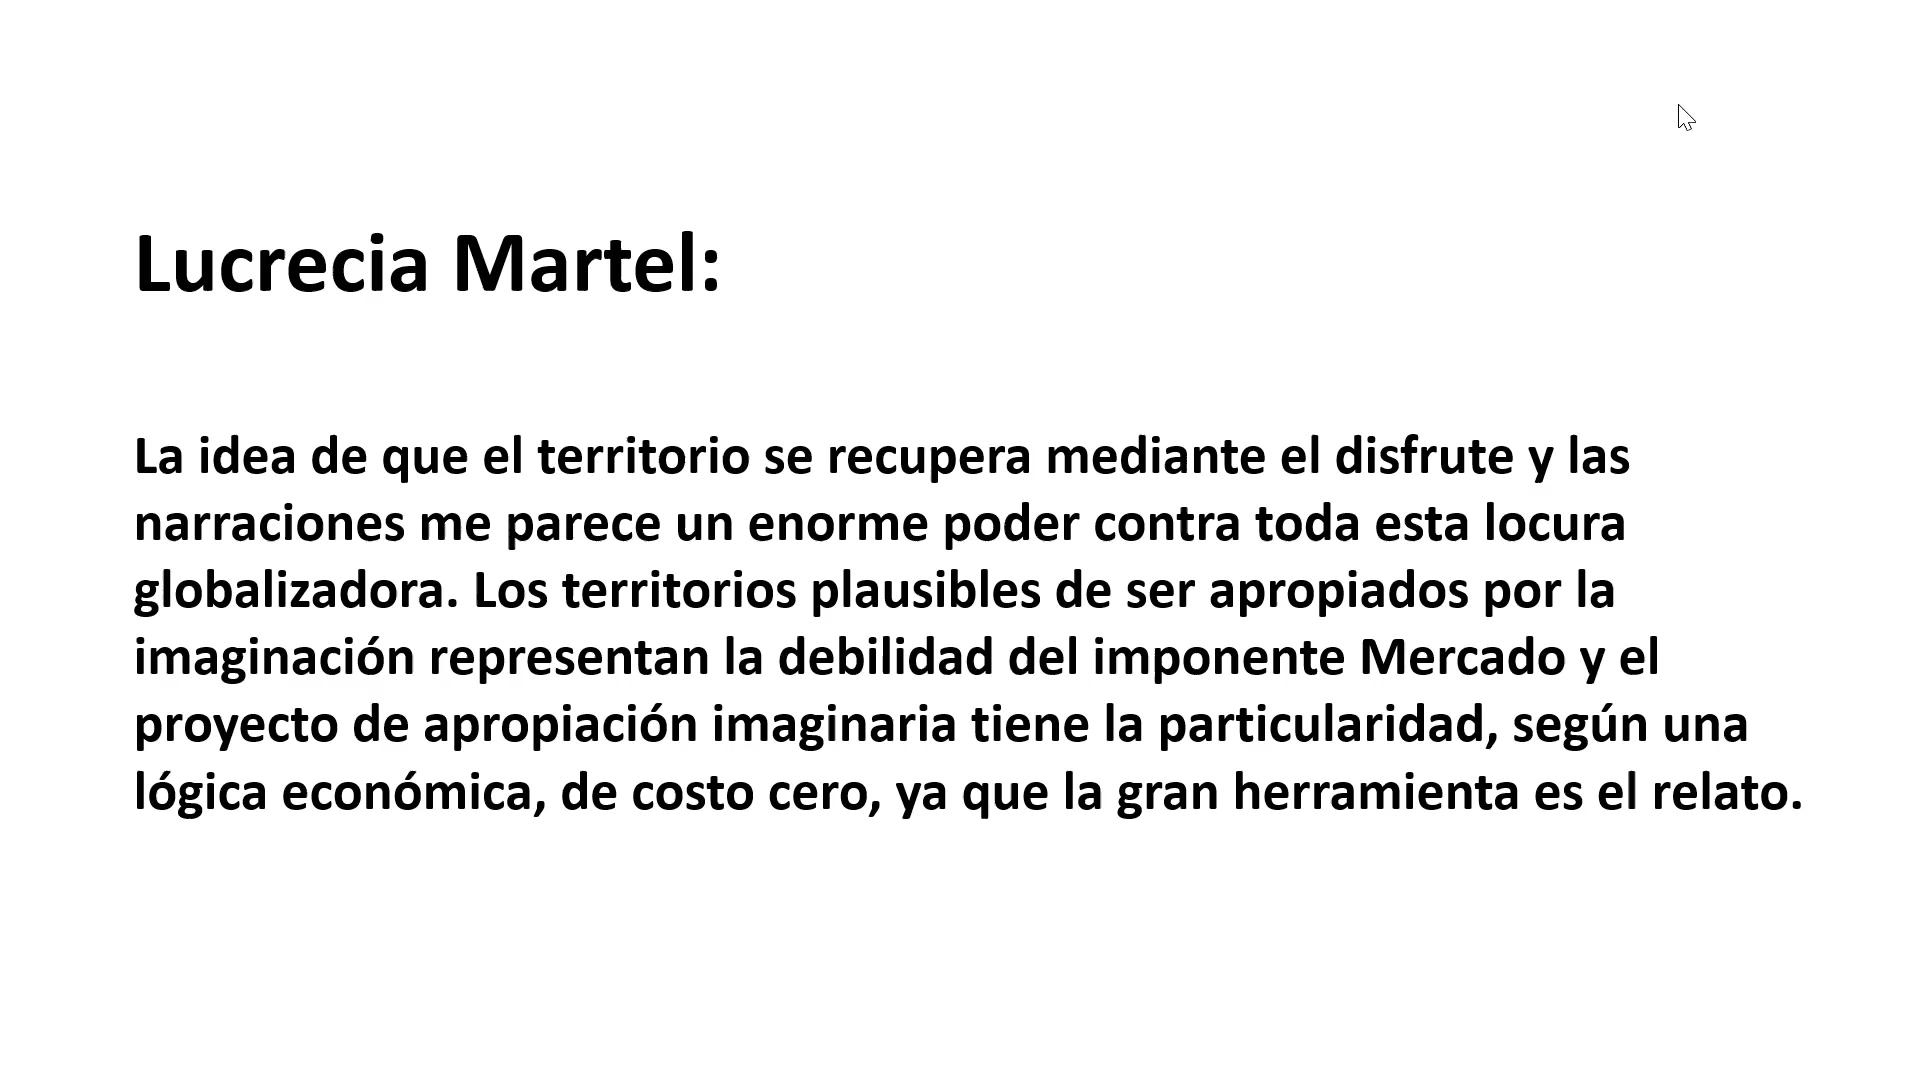 Lucrecia Martel:
La idea de que el territorio se recupera mediante el disfrute y las
narraciones me parece un enorme poder contra toda esta locura
globalizadora. Los territorios plausibles de ser apropiados por la
imaginación representan la debilidad del imponente Mercado y el
proyecto de apropiación imaginaria tiene la particularidad, según una
lógica económica, de costo cero, ya que la gran herramienta es el relato.